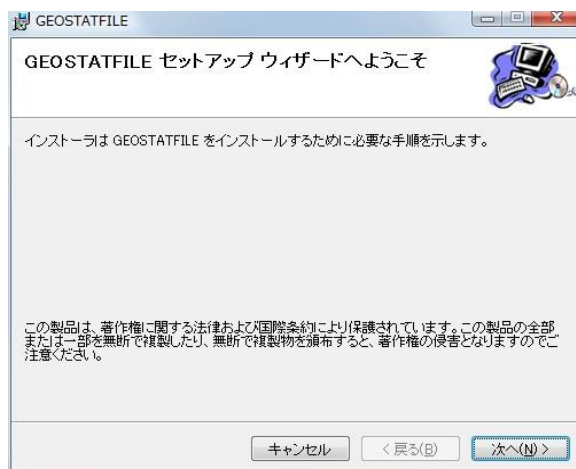 GEOSTATFILE
GEOSTATFILE セットアップ ウィザードへようこそ
インストーラは GEOSTATFILE をインストールするために必要な手順を示します。
この製品は、著作権に関する法律および国際条約により保護されています。この製品の全部
または一部を無断で複製したり、無断で複製物を頒布すると、著作権の侵害となりますのでご
注意ください。
キャンセル
< 戻る(B)
次へ(N) >